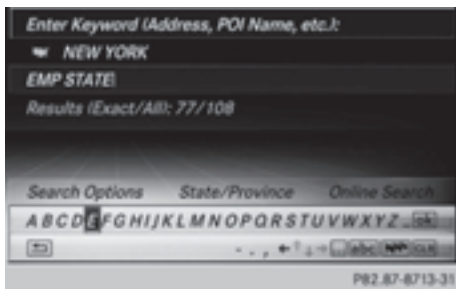 Enter Keyword (Address, POI Name, etc.):
NEW YORK
EMP STATE
Results (Exact/All): 77/108
Search Options State/Province Online Search
A B C D E F G H I J K L M N O P Q R S T U V W X Y Z _ ok
- . , ← ↑ ↓ → abc CLR
P82.87-8713-31